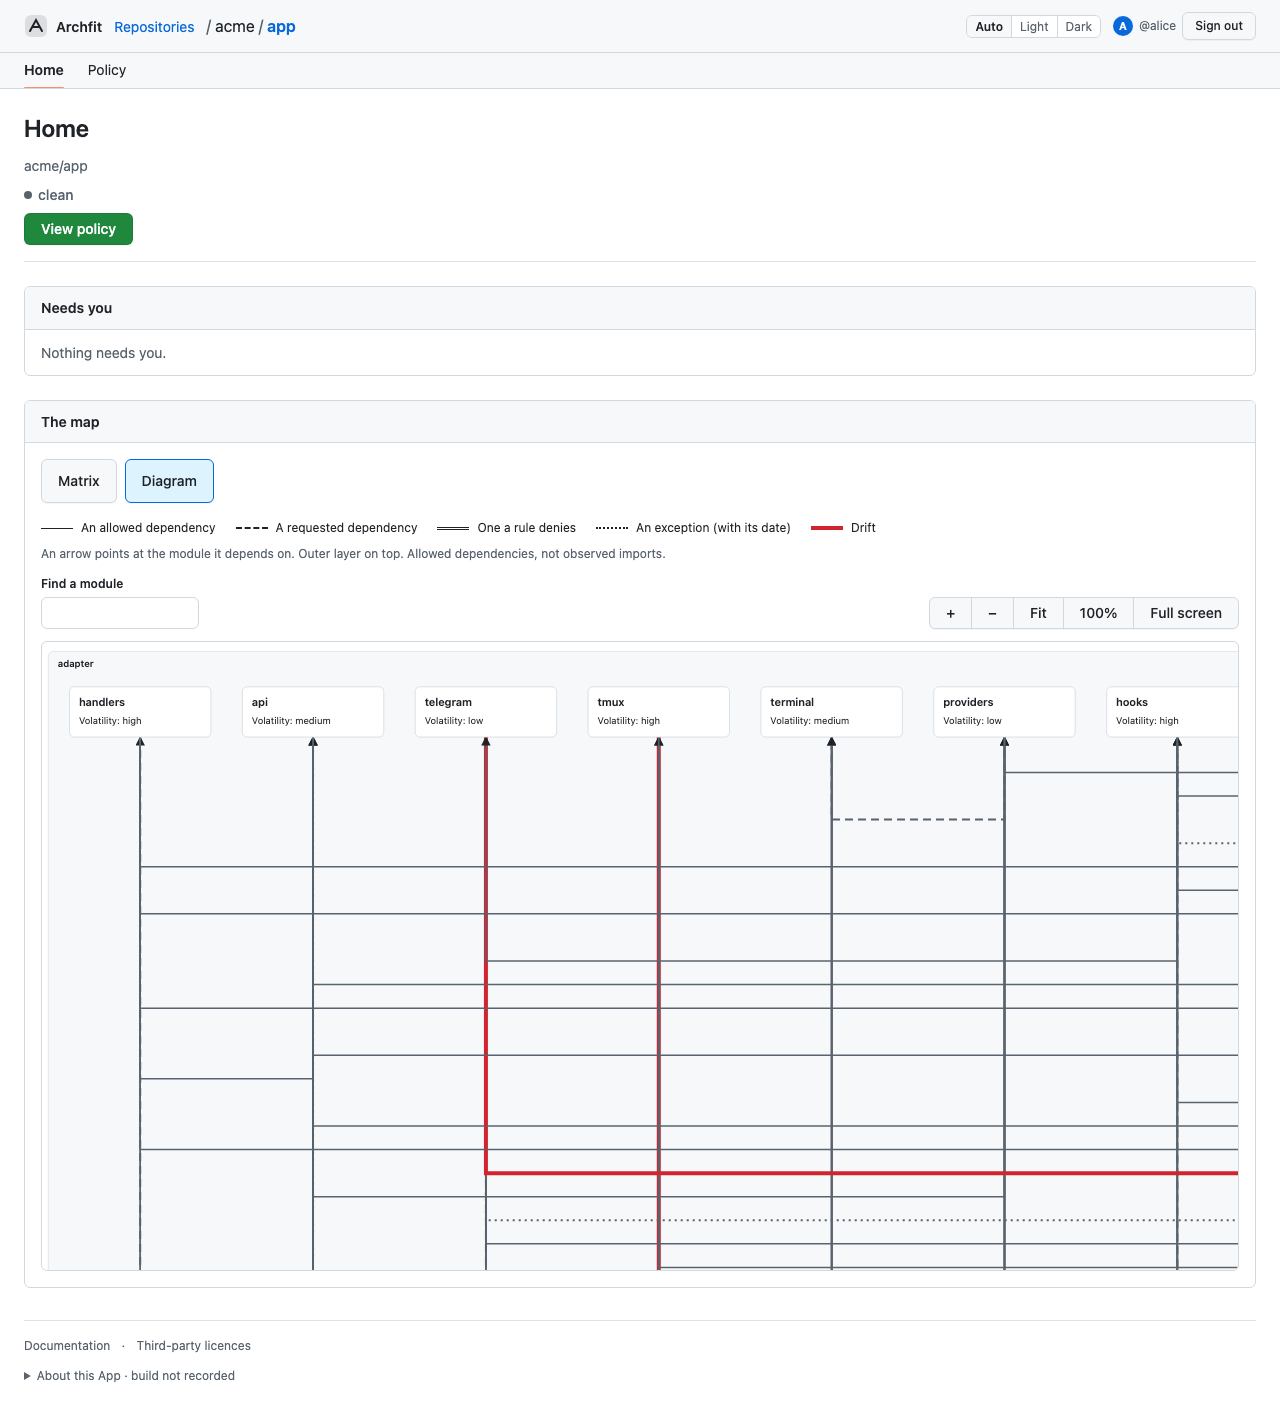 Archfit Repositories / acme / app Auto Light Dark A @alice Sign out
Home Policy
Home
acme/app
clean
View policy
Needs you
Nothing needs you.
The map
Matrix Diagram
An allowed dependency A requested dependency One a rule denies An exception (with its date) Drift
An arrow points at the module it depends on. Outer layer on top. Allowed dependencies, not observed imports.
Find a module
+ − Fit 100% Full screen
adapter
handlers api telegram tmux terminal providers hooks
Volatility: high Volatility: medium Volatility: low Volatility: high Volatility: medium Volatility: low Volatility: high
Documentation · Third-party licences
About this App · build not recorded